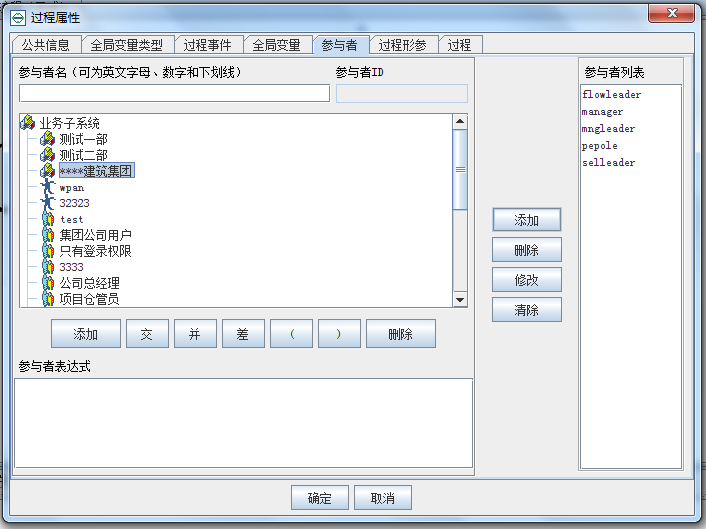 过程属性
公共信息 全局变量类型 过程事件 全局变量 参与者 过程形参 过程
参与者名（可为英文字母、数字和下划线） 参与者ID
参与者列表
flowleader
manager
mngleader
pepole
selleader
业务子系统
测试一部
测试二部
****建筑集团
wpan
32323
test
集团公司用户
只有登录权限
3333
公司总经理
项目仓管员
添加
删除
修改
清除
添加 交 并 差 ( ) 删除
参与者表达式
确定 取消